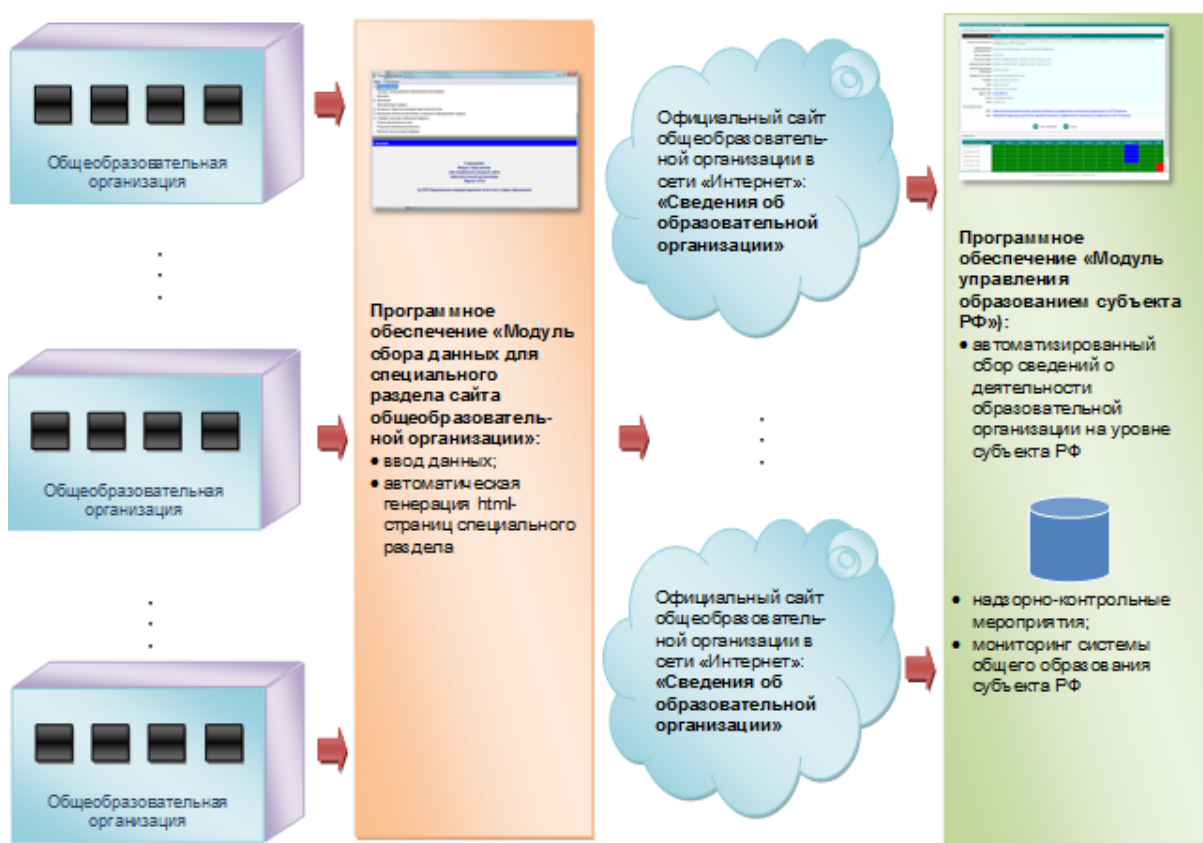 Общеобразовательная
организация
Общеобразовательная
организация
Общеобразовательная
организация
Программное
обеспечение «Модуль
сбора данных для
специального
раздела сайта
общеобразователь-
ной организации»:
● ввод данных;
● автоматическая
генерация html-
страниц специального
раздела
Официальный сайт
общеобразователь-
ной организации в
сети «Интернет»:
«Сведения об
образовательной
организации»
Официальный сайт
общеобразователь-
ной организации в
сети «Интернет»:
«Сведения об
образовательной
организации»
Программное
обеспечение «Модуль
управления
образованием субъекта
РФ»):
● автоматизированный
сбор сведений о
деятельности
образовательной
организации на уровне
субъекта РФ
● надзорно-контрольные
мероприятия;
● мониторинг системы
общего образования
субъекта РФ